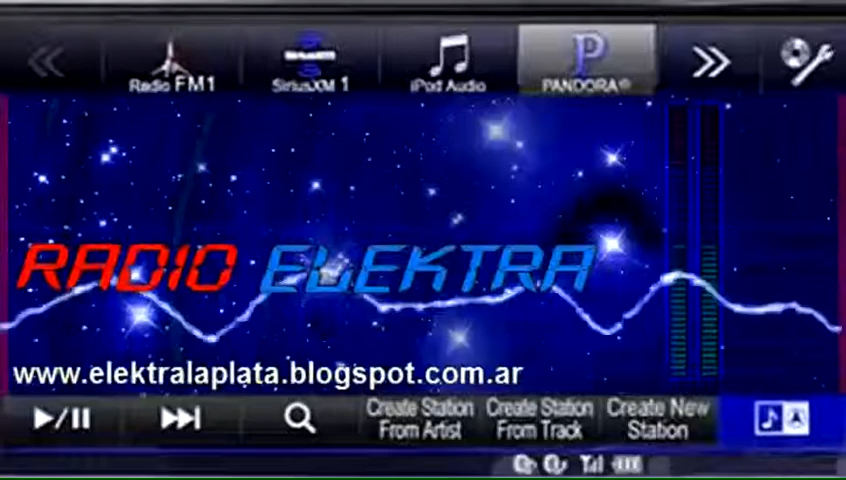 Radio FM1
SiriusXM 1
iPod Audio
PANDORA®
RADIO ELEKTRA
www.elektralaplata.blogspot.com.ar
Create Station From Artist
Create Station From Track
Create New Station